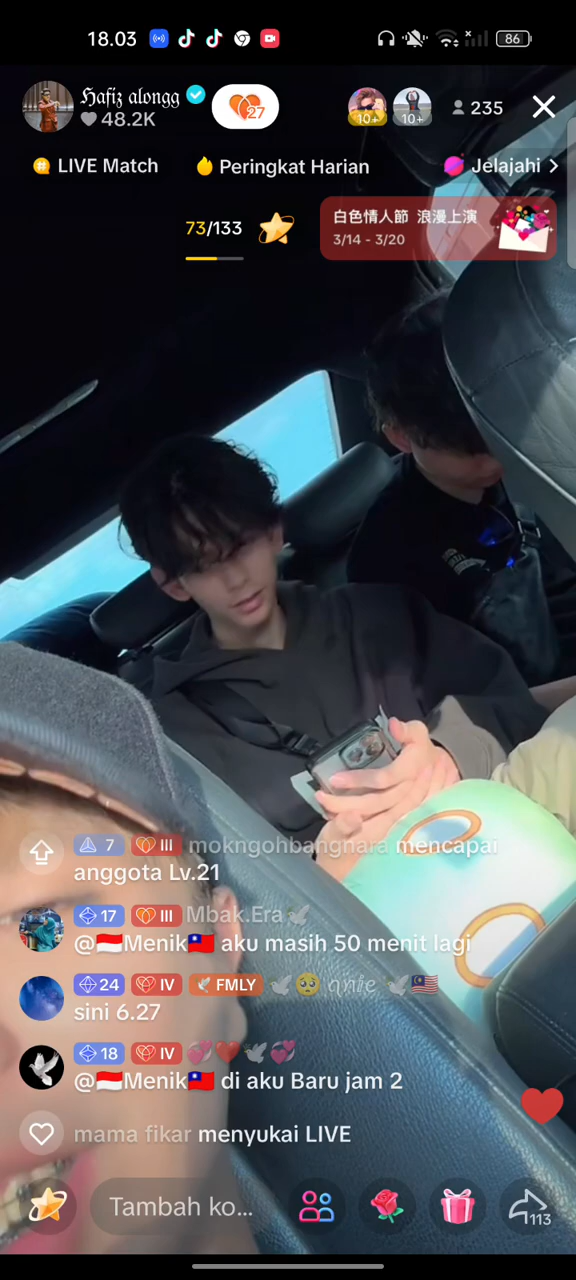 18.03
86
ℌ𝔞𝔣𝔦𝔷 𝔞𝔩𝔬𝔫𝔤𝔤
48.2K
27
10+
10+
235
LIVE Match
Peringkat Harian
Jelajahi
73/133
白色情人節 浪漫上演
3/14 - 3/20
7 III mokngohbangnara mencapai
anggota Lv.21
17 III Mbak.Era🕊
@🇮🇩Menik🇹🇼 aku masih 50 menit lagi
24 IV FMLY 🕊🥺 ηníe 🕊🇲🇾
sini 6.27
18 IV 💞❤️🕊💞
@🇮🇩Menik🇹🇼 di aku Baru jam 2
mama fikar menyukai LIVE
Tambah ko...
113